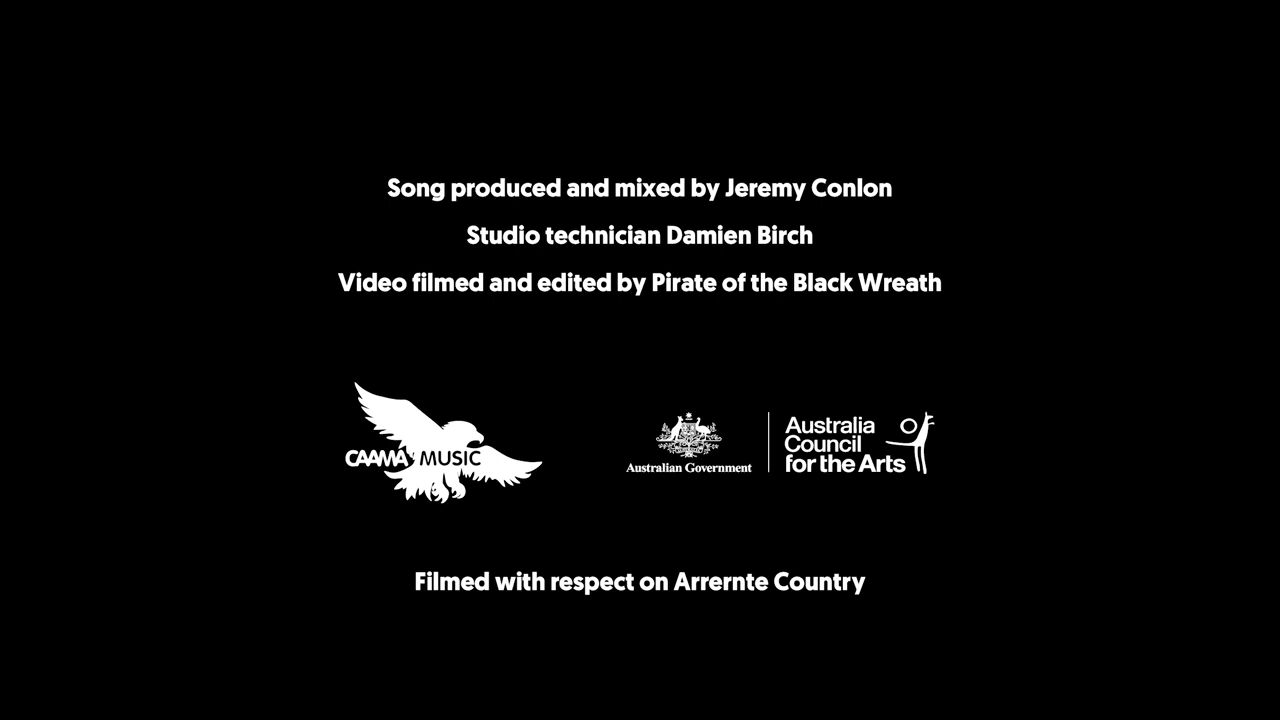 Song produced and mixed by Jeremy Conlon
Studio technician Damien Birch
Video filmed and edited by Pirate of the Black Wreath
CAAMA MUSIC
Australian Government
Australia
Council
for the Arts
Filmed with respect on Arrernte Country